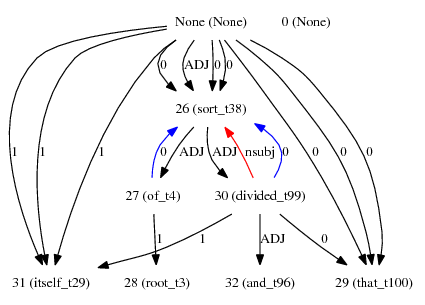 None (None) 0 (None)
0 ADJ 0 0
26 (sort_t38)
1 1 1 0 ADJ ADJ nsubj 0 0 0 0
27 (of_t4) 30 (divided_t99)
1 1 ADJ 0
31 (itself_t29) 28 (root_t3) 32 (and_t96) 29 (that_t100)